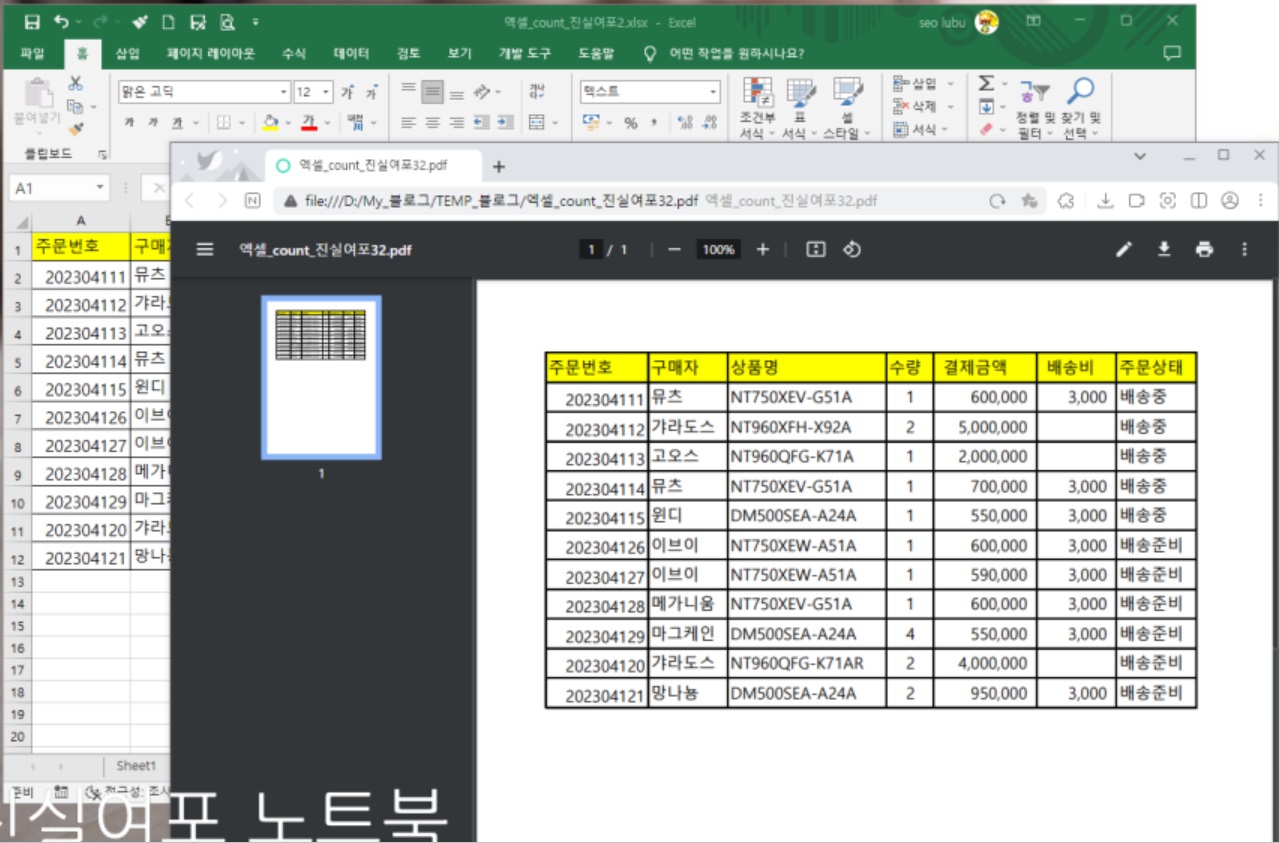 엑셀_count_진실여포2.xlsx - Excel
seo lubu
파일 홈 삽입 페이지 레이아웃 수식 데이터 검토 보기 개발 도구 도움말 어떤 작업을 원하시나요?
붙여넣기
클립보드
맑은 고딕 12
텍스트
조건부 서식
표 서식
셀 스타일
삽입
삭제
서식
정렬 및 필터
찾기 및 선택
A1
A
1 주문번호 구매
2 202304111 뮤츠
3 202304112 갸라
4 202304113 고오
5 202304114 뮤츠
6 202304115 윈디
7 202304126 이브
8 202304127 이브
9 202304128 메가
10 202304129 마그
11 202304120 갸라
12 202304121 망나
13
14
15
16
17
18
19
20
Sheet1
준비 접근성: 조사
엑셀_count_진실여포32.pdf
file:///D:/My_블로그/TEMP_블로그/엑셀_count_진실여포32.pdf 엑셀_count_진실여포32.pdf
엑셀_count_진실여포32.pdf 1 / 1 100%
1
주문번호 구매자 상품명 수량 결제금액 배송비 주문상태
202304111 뮤츠 NT750XEV-G51A 1 600,000 3,000 배송중
202304112 갸라도스 NT960XFH-X92A 2 5,000,000 배송중
202304113 고오스 NT960QFG-K71A 1 2,000,000 배송중
202304114 뮤츠 NT750XEV-G51A 1 700,000 3,000 배송중
202304115 윈디 DM500SEA-A24A 1 550,000 3,000 배송중
202304126 이브이 NT750XEW-A51A 1 600,000 3,000 배송준비
202304127 이브이 NT750XEW-A51A 1 590,000 3,000 배송준비
202304128 메가니움 NT750XEV-G51A 1 600,000 3,000 배송준비
202304129 마그케인 DM500SEA-A24A 4 550,000 3,000 배송준비
202304120 갸라도스 NT960QFG-K71AR 2 4,000,000 배송준비
202304121 망나뇽 DM500SEA-A24A 2 950,000 3,000 배송준비
진실여포 노트북